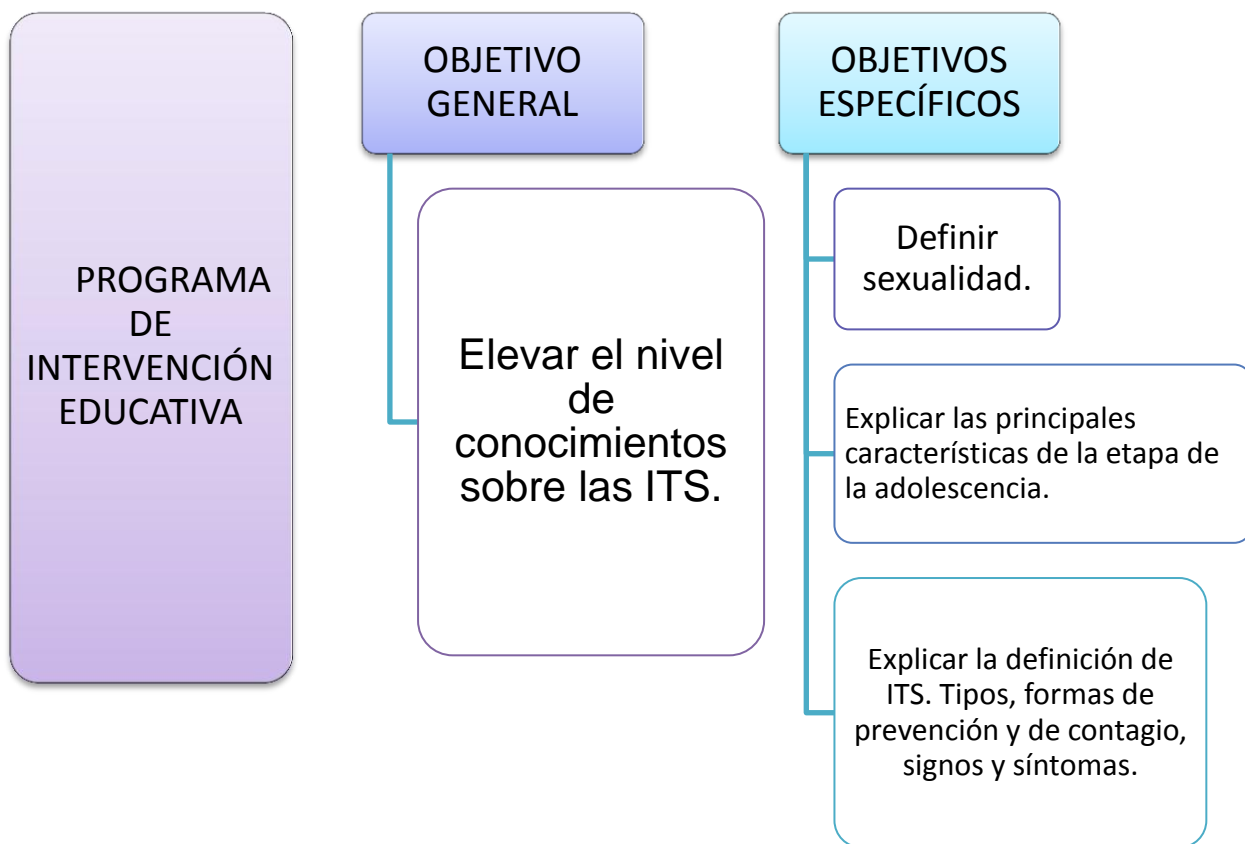 PROGRAMA
DE
INTERVENCIÓN
EDUCATIVA
OBJETIVO
GENERAL
Elevar el nivel
de
conocimientos
sobre las ITS.
OBJETIVOS
ESPECÍFICOS
Definir
sexualidad.
Explicar las principales
características de la etapa de
la adolescencia.
Explicar la definición de
ITS. Tipos, formas de
prevención y de contagio,
signos y síntomas.